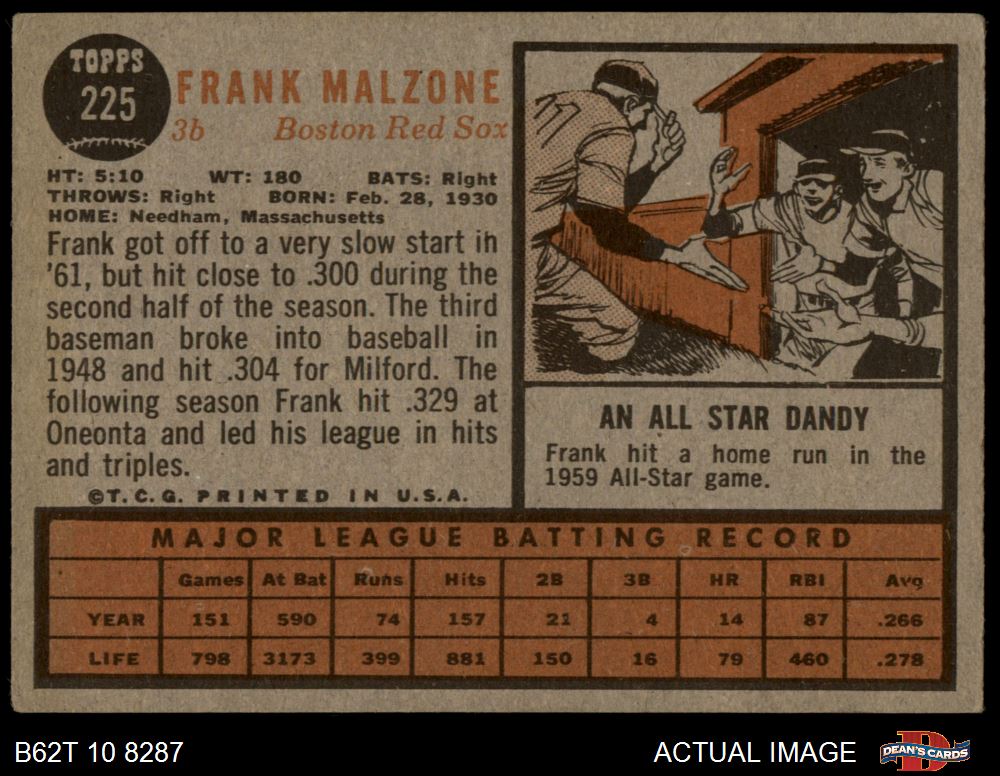 TOPPS
225
FRANK MALZONE
3b Boston Red Sox
HT: 5:10 WT: 180 BATS: Right
THROWS: Right BORN: Feb. 28, 1930
HOME: Needham, Massachusetts
Frank got off to a very slow start in
'61, but hit close to .300 during the
second half of the season. The third
baseman broke into baseball in
1948 and hit .304 for Milford. The
following season Frank hit .329 at
Oneonta and led his league in hits
and triples.
©T.C.G. PRINTED IN U.S.A.
AN ALL STAR DANDY
Frank hit a home run in the
1959 All-Star game.
MAJOR LEAGUE BATTING RECORD
Games At Bat Runs Hits 2B 3B HR RBI Avg
YEAR 151 590 74 157 21 4 14 87 .266
LIFE 798 3173 399 881 150 16 79 460 .278
B62T 10 8287 ACTUAL IMAGE DEAN'S CARDS